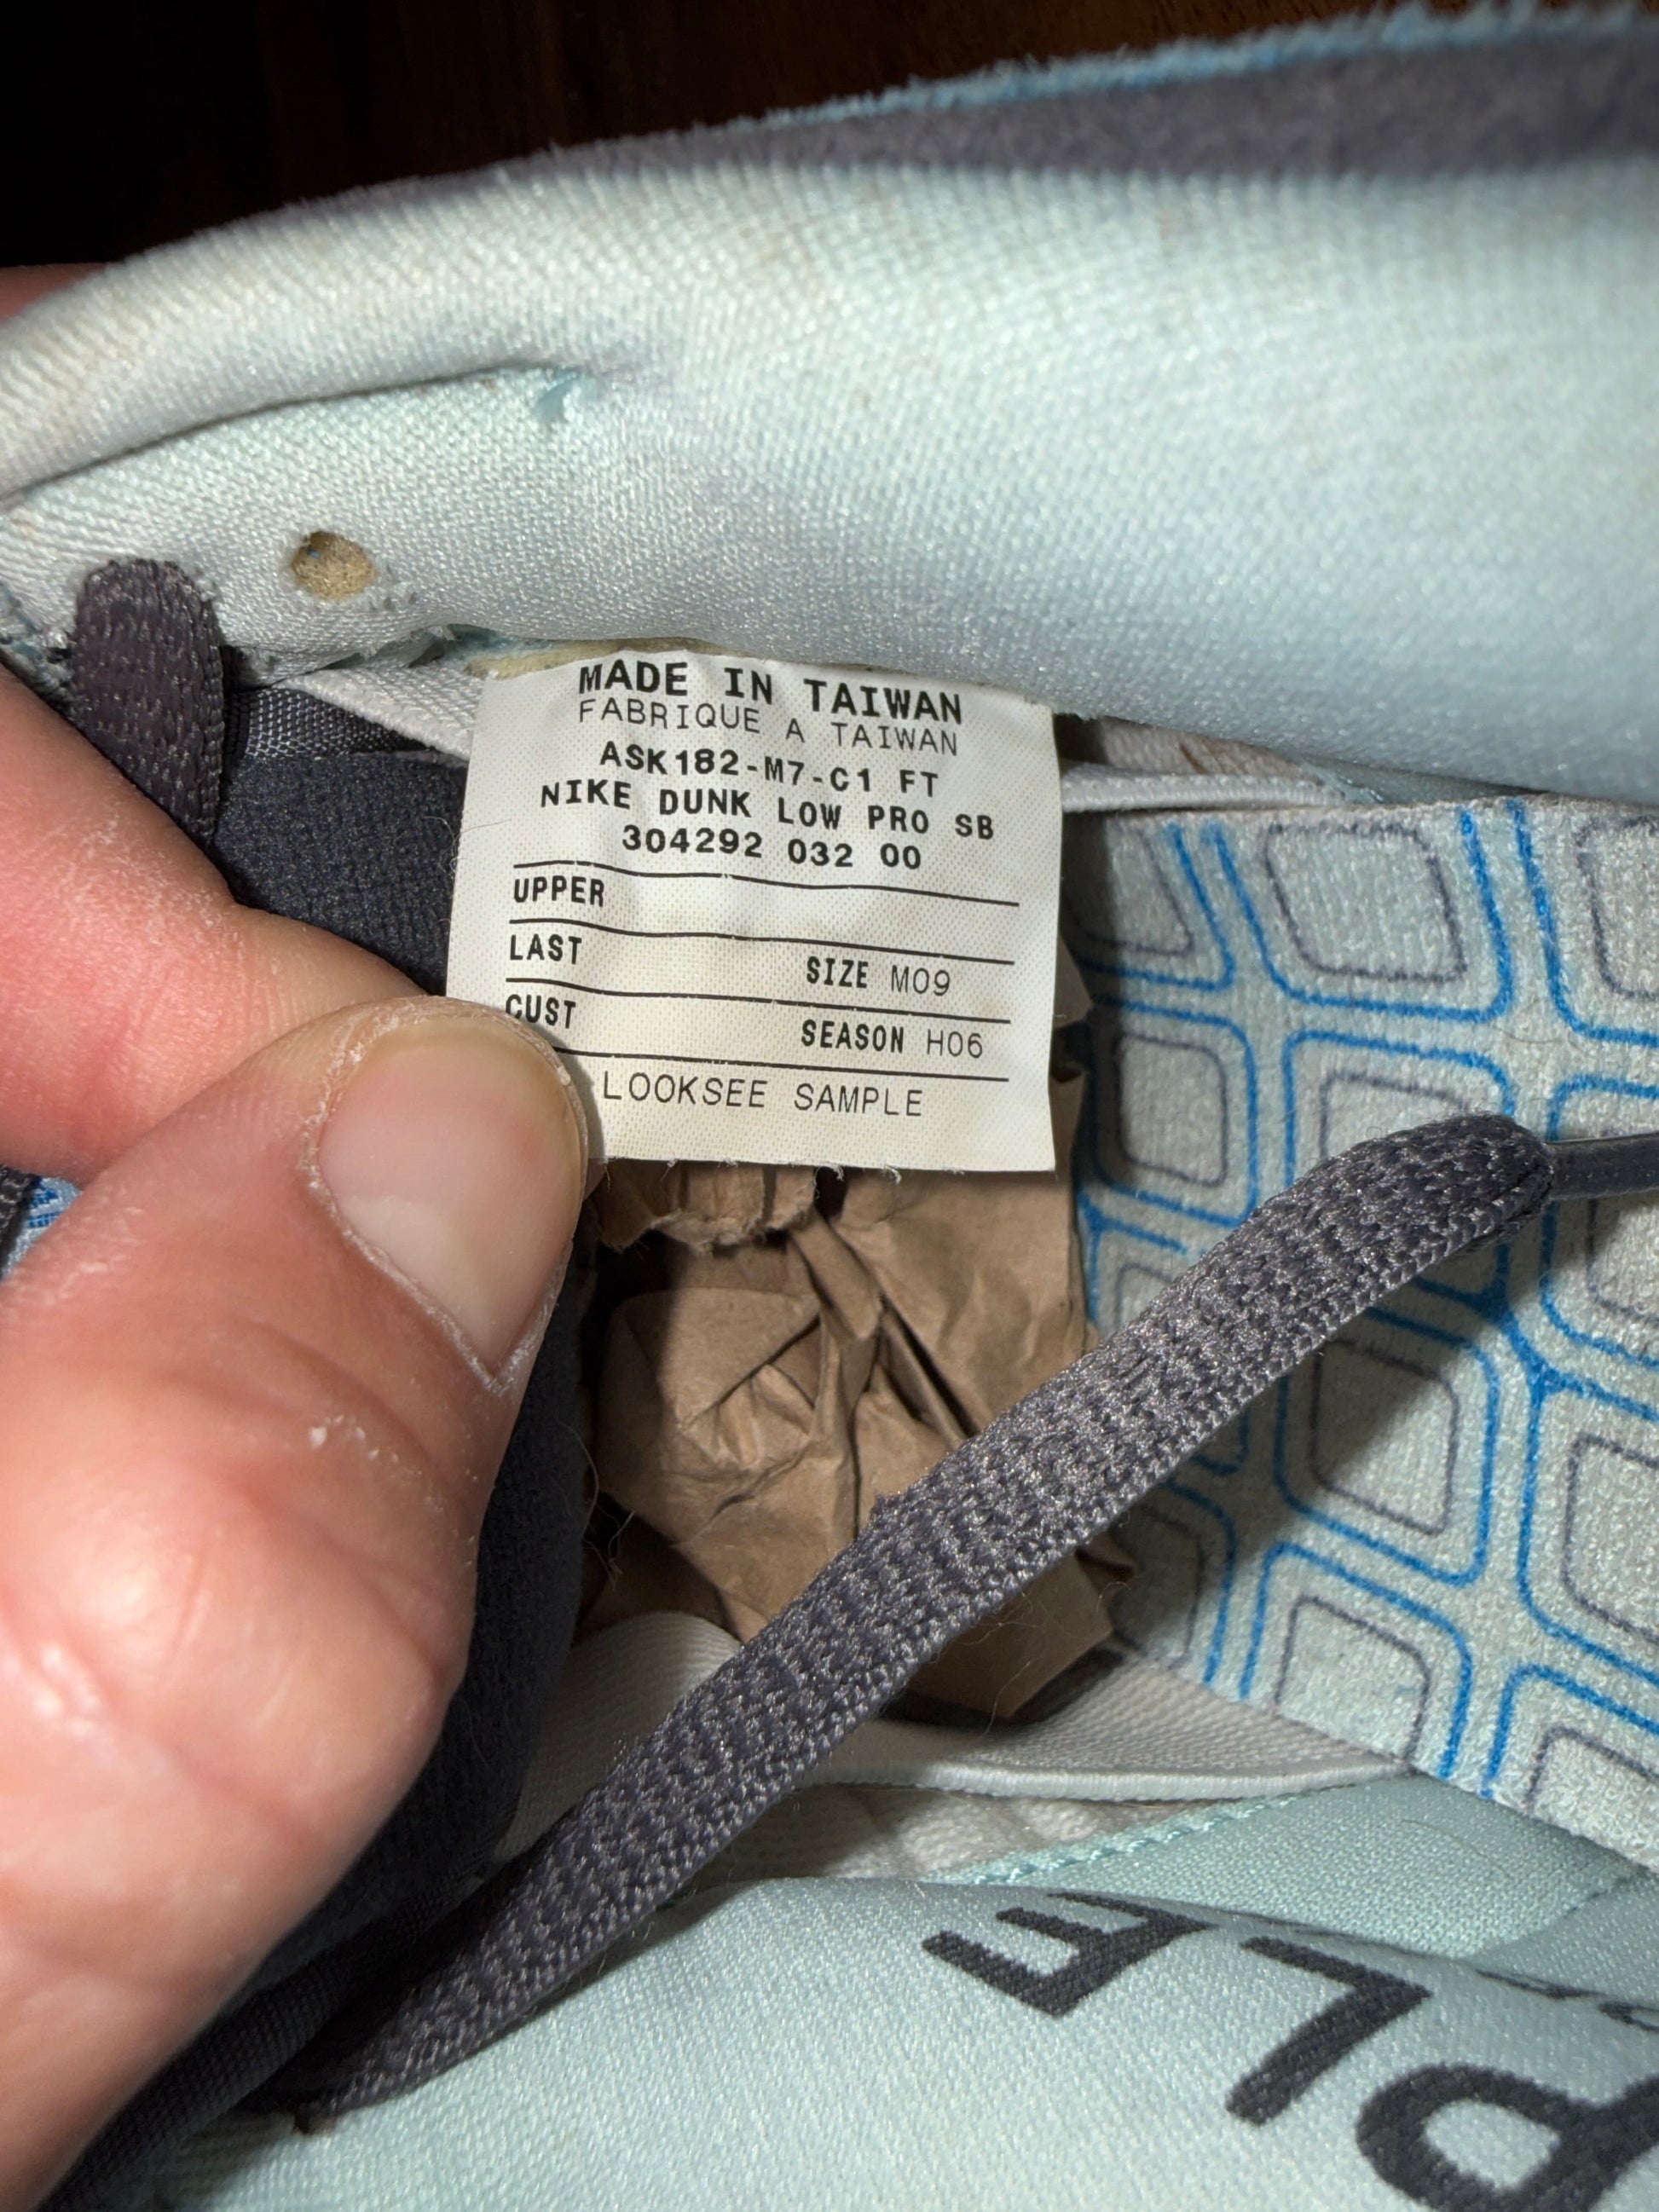 MADE IN TAIWAN
FABRIQUE A TAIWAN
ASK182-M7-C1 FT
NIKE DUNK LOW PRO SB
304292 032 00
UPPER
LAST
SIZE M09
CUST
SEASON H06
LOOKSEE SAMPLE
PLE